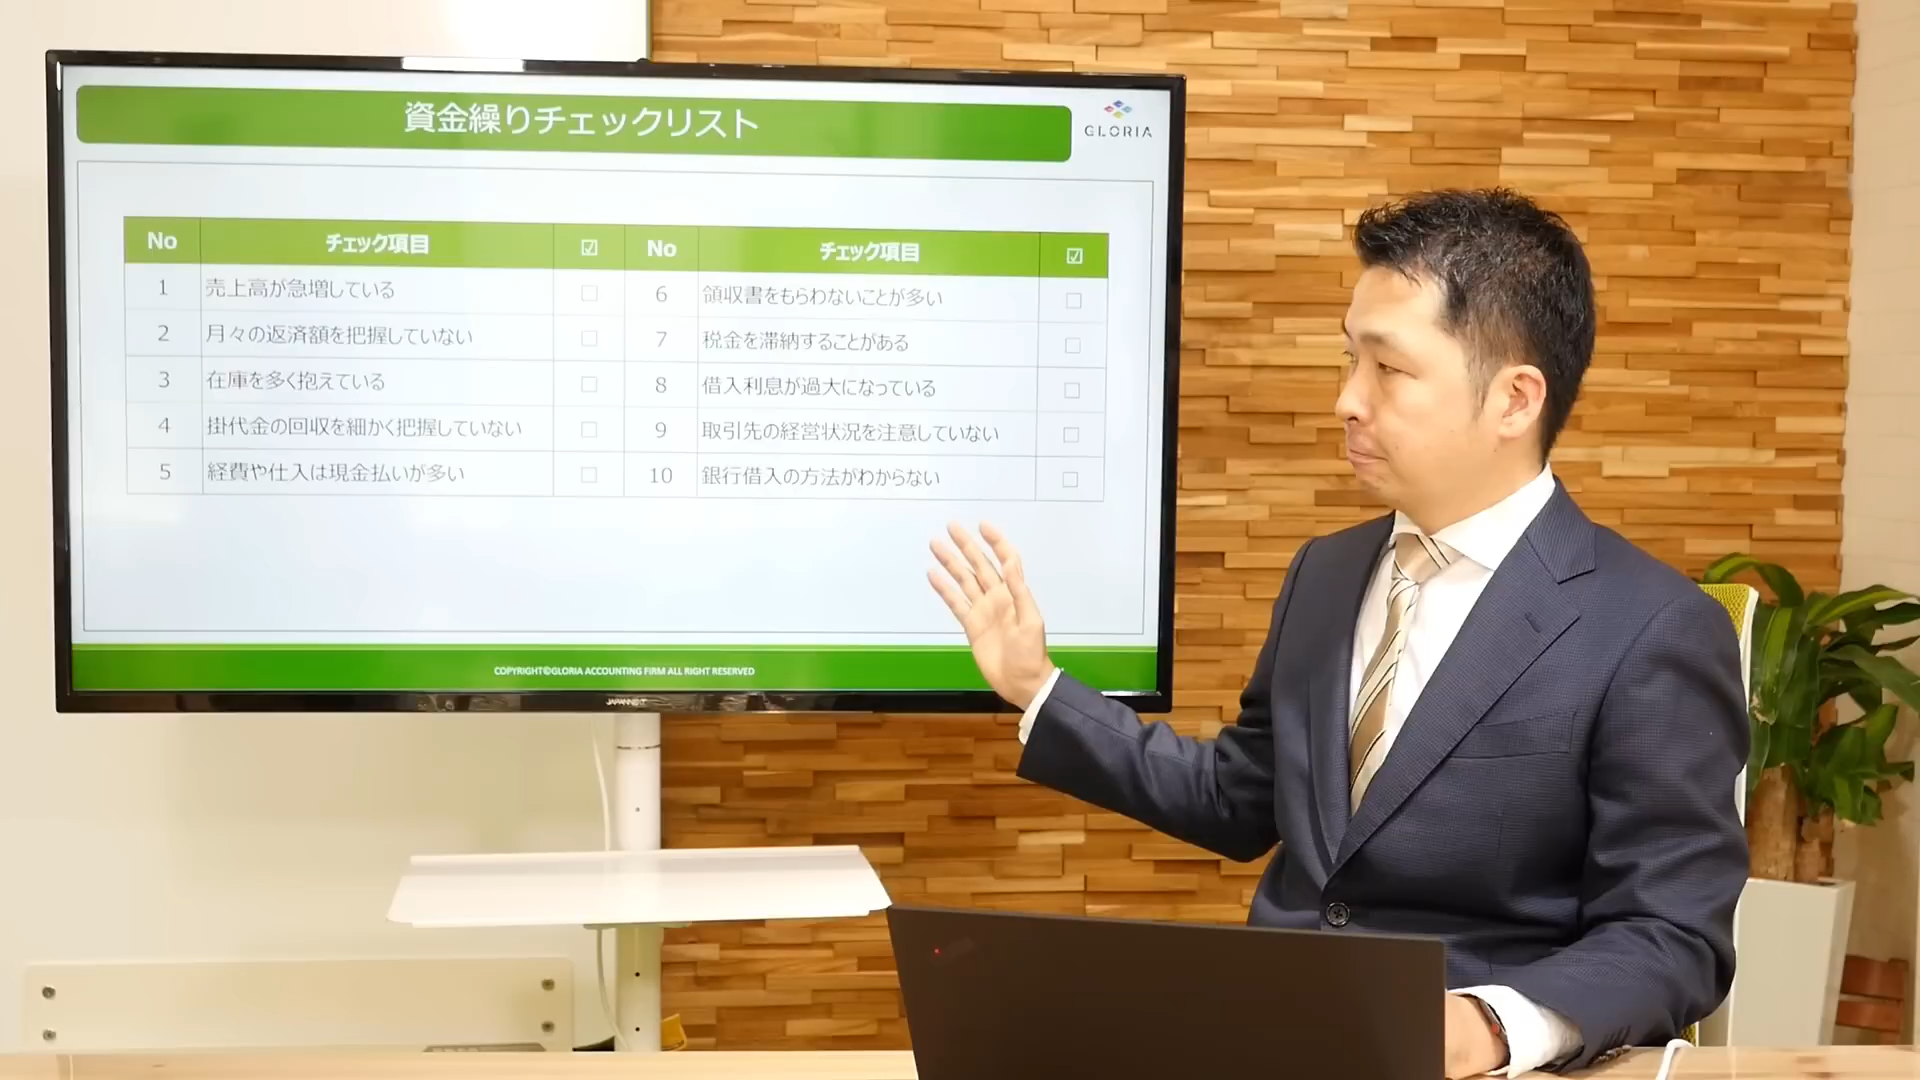 資金繰りチェックリスト
GLORIA
No チェック項目 ☑ No チェック項目 ☑
1 売上高が急増している □ 6 領収書をもらわないことが多い □
2 月々の返済額を把握していない □ 7 税金を滞納することがある □
3 在庫を多く抱えている □ 8 借入利息が過大になっている □
4 掛代金の回収を細かく把握していない □ 9 取引先の経営状況を注意していない □
5 経費や仕入は現金払いが多い □ 10 銀行借入の方法がわからない □
COPYRIGHT©GLORIA ACCOUNTING FIRM ALL RIGHT RESERVED
JAPANNEXT